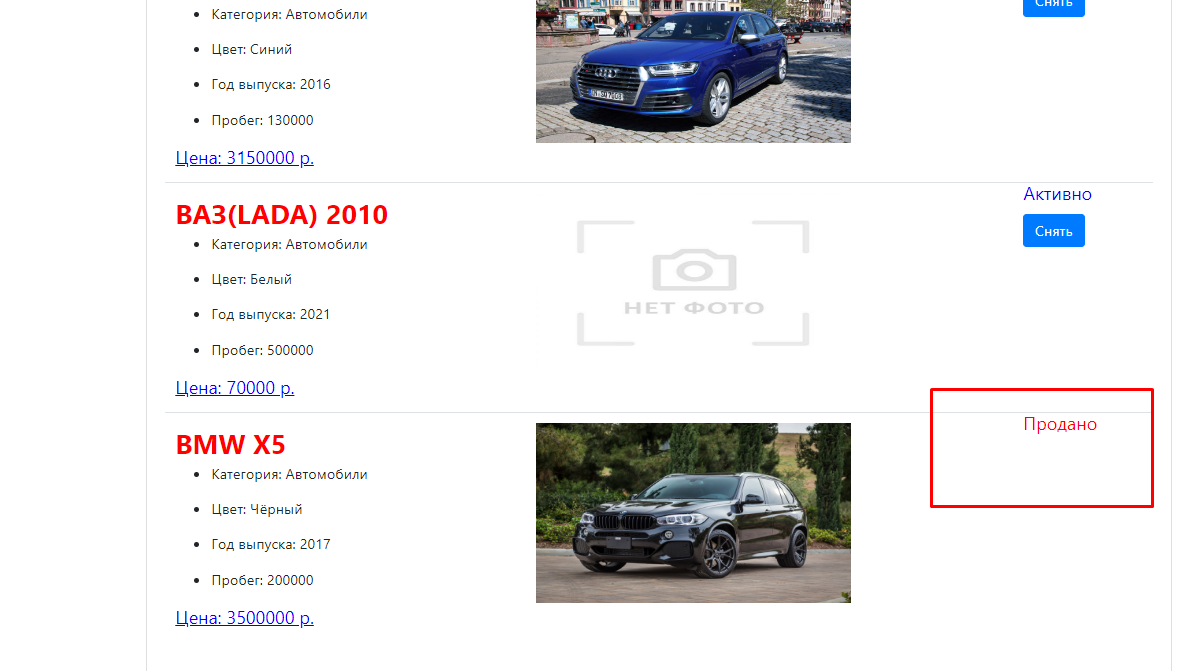 Категория: Автомобили
Снять
Цвет: Синий
Год выпуска: 2016
Пробег: 130000
Цена: 3150000 р.
Активно
ВАЗ(LADA) 2010
Снять
Категория: Автомобили
Цвет: Белый
Год выпуска: 2021
НЕТ ФОТО
Пробег: 500000
Цена: 70000 р.
Продано
BMW X5
Категория: Автомобили
Цвет: Чёрный
Год выпуска: 2017
Пробег: 200000
Цена: 3500000 р.